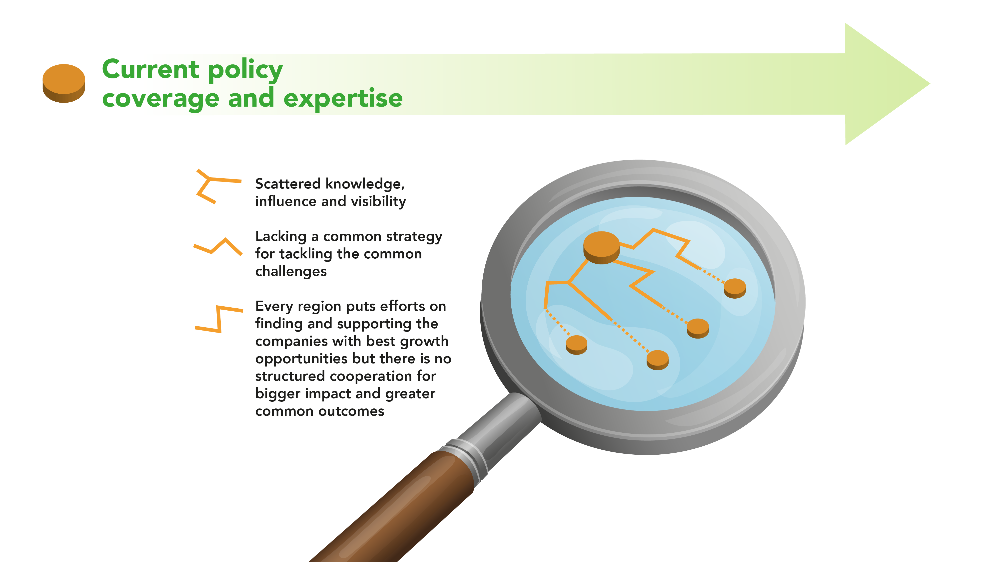 Current policy
coverage and expertise
Scattered knowledge,
influence and visibility
Lacking a common strategy
for tackling the common
challenges
Every region puts efforts on
finding and supporting the
companies with best growth
opportunities but there is no
structured cooperation for
bigger impact and greater
common outcomes